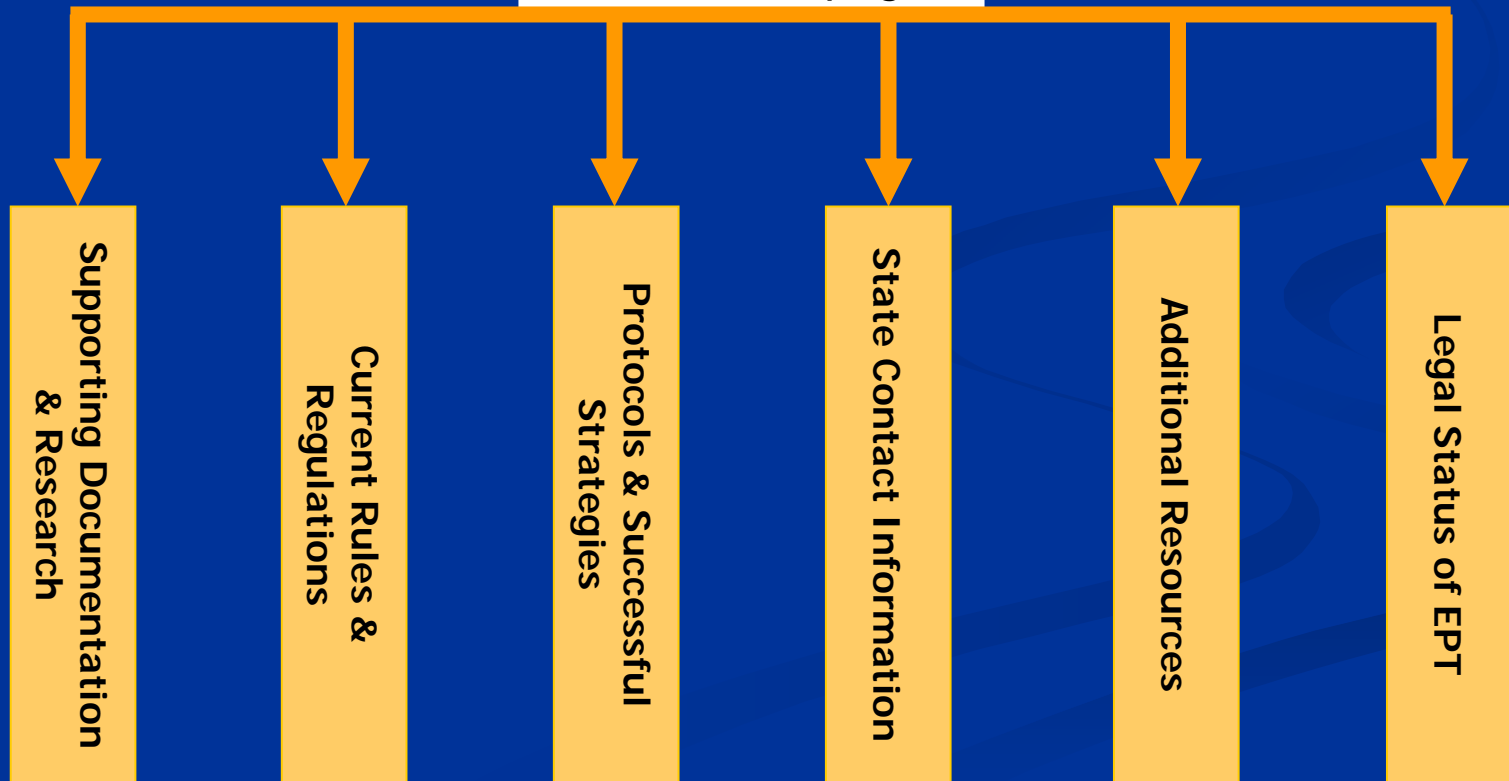 Supporting Documentation
& Research
Current Rules &
Regulations
Protocols & Successful
Strategies
State Contact Information
Additional Resources
Legal Status of EPT